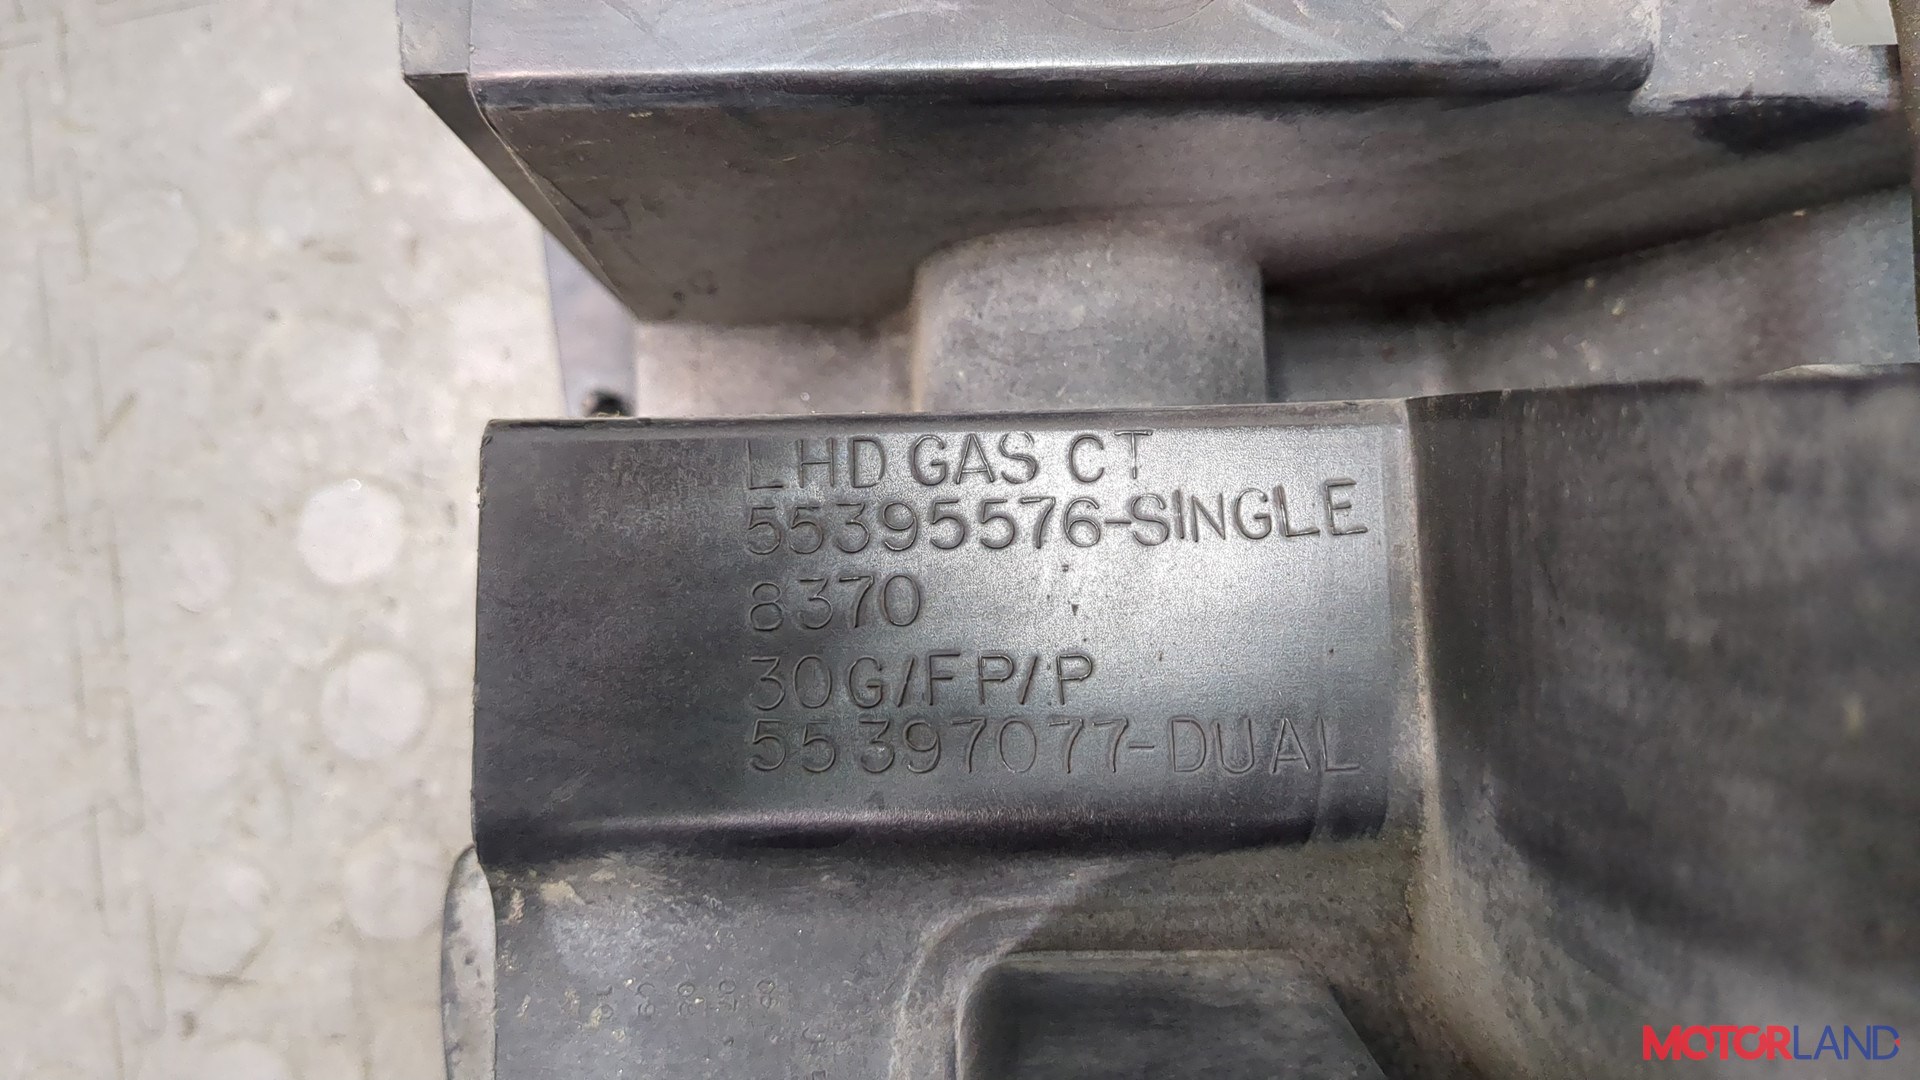 LHD GAS CT
55395576-SINGLE
8370
30G/FP/P
55397077-DUAL
MOTORLAND